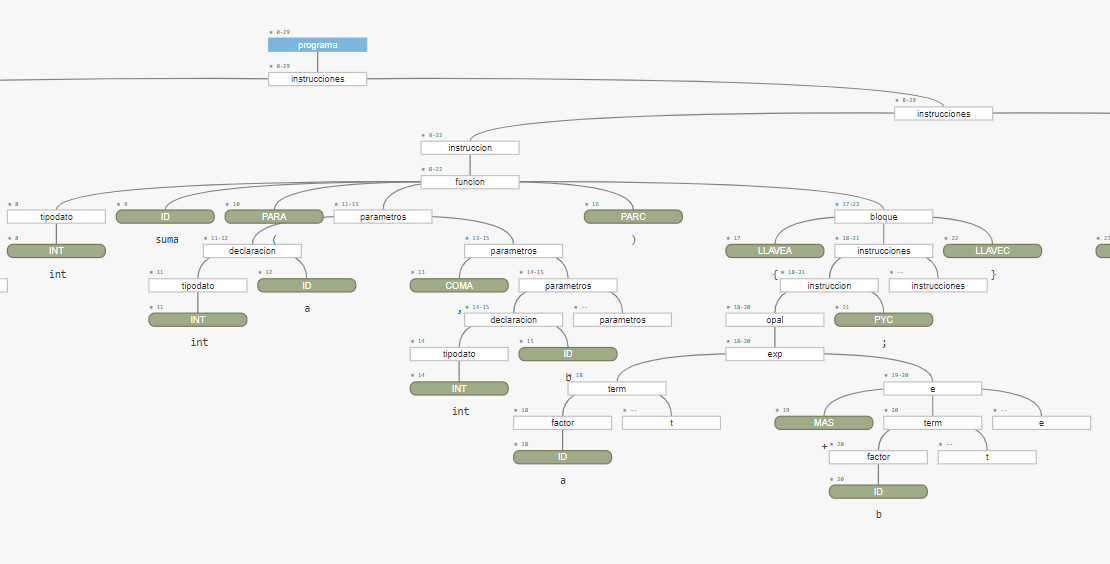 0-29
programa
0-29
instrucciones
8-29
instrucciones
8-22
instruccion
8-22
funcion
8 9 10 11-15 16 17-22
tipodato ID PARA parametros PARC bloque
suma ( )
8 11-12 13-15 17 18-21 22
INT declaracion parametros LLAVEA instrucciones LLAVEC
int { }
11 12 13 14-15 18-21 --
tipodato ID COMA parametros instruccion instrucciones
a ,
11 14-15 -- 18-20 21
INT declaracion parametros opal PYC
int ;
14 15 18-20
tipodato ID exp
b
14 18 19-20
INT term e
int
18 -- 19 20 --
factor t MAS term e
+
18 20 --
ID factor t
a
20
ID
b